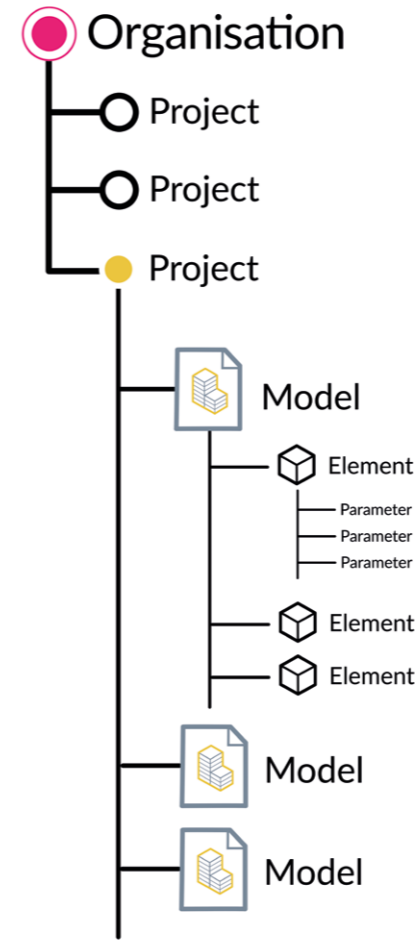 Organisation
Project
Project
Project
Model
Element
Parameter
Parameter
Parameter
Element
Element
Model
Model